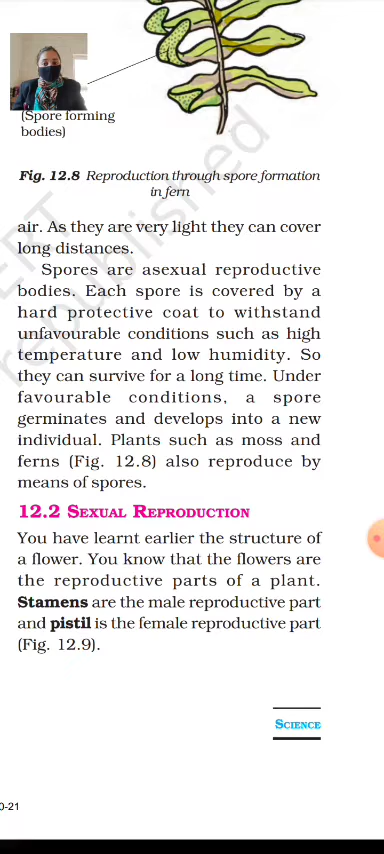 (Spore forming
bodies)
Fig. 12.8 Reproduction through spore formation
in fern
air. As they are very light they can cover
long distances.
Spores are asexual reproductive
bodies. Each spore is covered by a
hard protective coat to withstand
unfavourable conditions such as high
temperature and low humidity. So
they can survive for a long time. Under
favourable conditions, a spore
germinates and develops into a new
individual. Plants such as moss and
ferns (Fig. 12.8) also reproduce by
means of spores.
12.2 SEXUAL REPRODUCTION
You have learnt earlier the structure of
a flower. You know that the flowers are
the reproductive parts of a plant.
Stamens are the male reproductive part
and pistil is the female reproductive part
(Fig. 12.9).
SCIENCE
0-21
republished